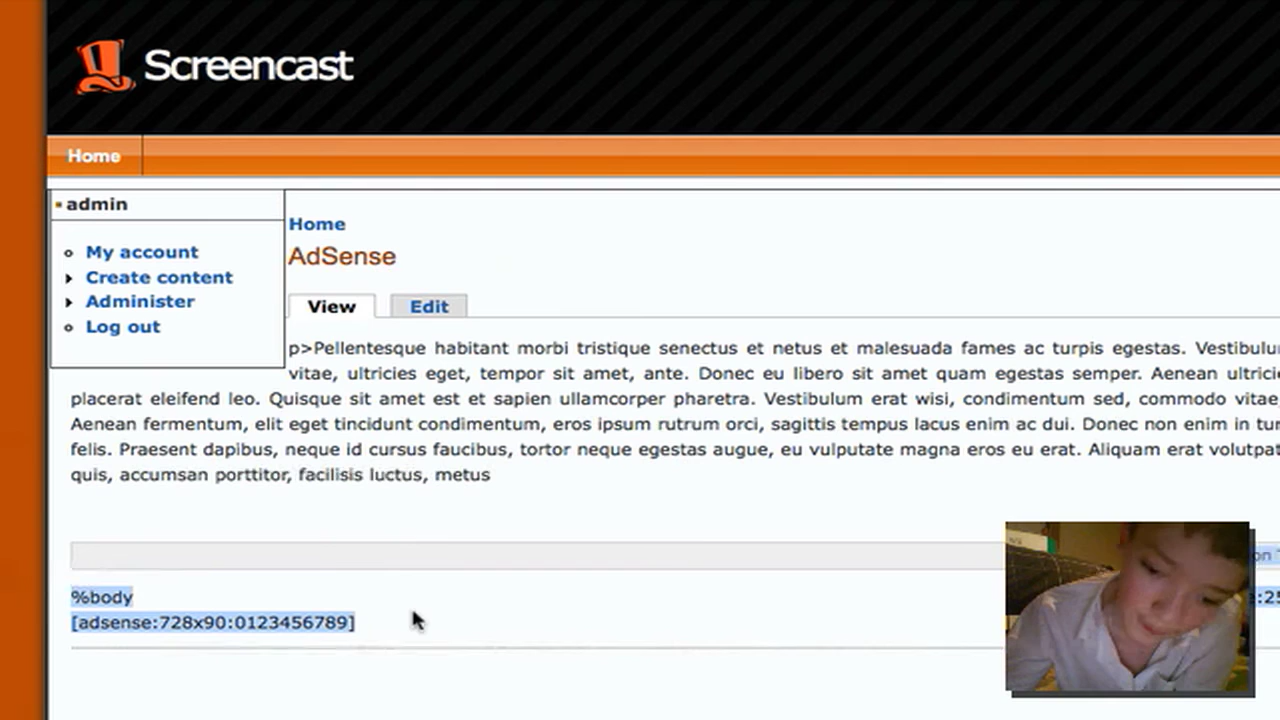 Screencast
Home
admin
My account
Create content
Administer
Log out
Home
AdSense
View Edit
p>Pellentesque habitant morbi tristique senectus et netus et malesuada fames ac turpis egestas.
vitae, ultricies eget, tempor sit amet, ante. Donec eu libero sit amet quam egestas semper. Aenean
placerat eleifend leo. Quisque sit amet est et sapien ullamcorper pharetra. Vestibulum erat wisi, condimentum sed, commodo vitae,
Aenean fermentum, elit eget tincidunt condimentum, eros ipsum rutrum orci, sagittis tempus lacus enim ac dui. Donec non enim in
felis. Praesent dapibus, neque id cursus faucibus, tortor neque egestas augue, eu vulputate magna eros eu erat. Aliquam erat
quis, accumsan porttitor, facilisis luctus, metus
%body
[adsense:728x90:0123456789]